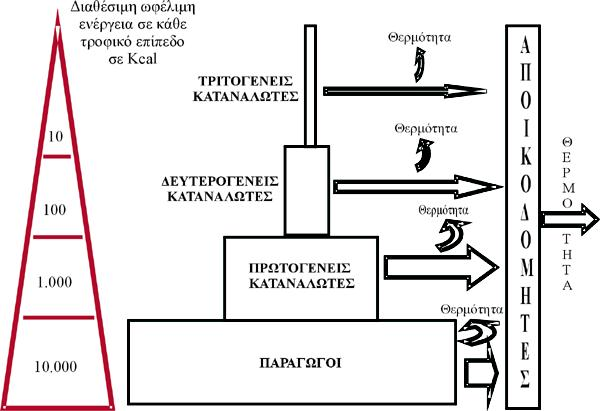 Διαθέσιμη ωφέλιμη
ενέργεια σε κάθε
τροφικό επίπεδο
σε Kcal
10
100
1.000
10.000
ΤΡΙΤΟΓΕΝΕΙΣ
ΚΑΤΑΝΑΛΩΤΕΣ
Θερμότητα
ΔΕΥΤΕΡΟΓΕΝΕΙΣ
ΚΑΤΑΝΑΛΩΤΕΣ
Θερμότητα
ΠΡΩΤΟΓΕΝΕΙΣ
ΚΑΤΑΝΑΛΩΤΕΣ
Θερμότητα
ΠΑΡΑΓΩΓΟΙ
Θερμότητα
ΑΠΟΙΚΟΔΟΜΗΤΕΣ
ΘΕΡΜΟΤΗΤΑ